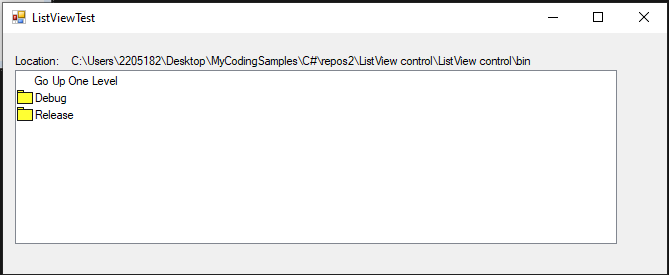 ListViewTest
Location: C:\Users\2205182\Desktop\MyCodingSamples\C#\repos2\ListView control\ListView control\bin
Go Up One Level
Debug
Release